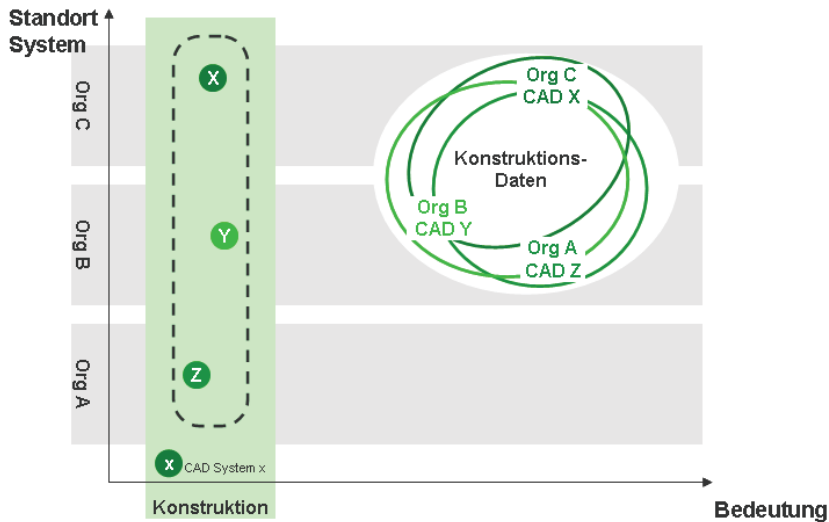 Standort
System
Org C
X
Org C
CAD X
Konstruktions-
Daten
Org B
Y
Org B
CAD Y
Org A
CAD Z
Org A
Z
x CAD System x
Konstruktion
Bedeutung